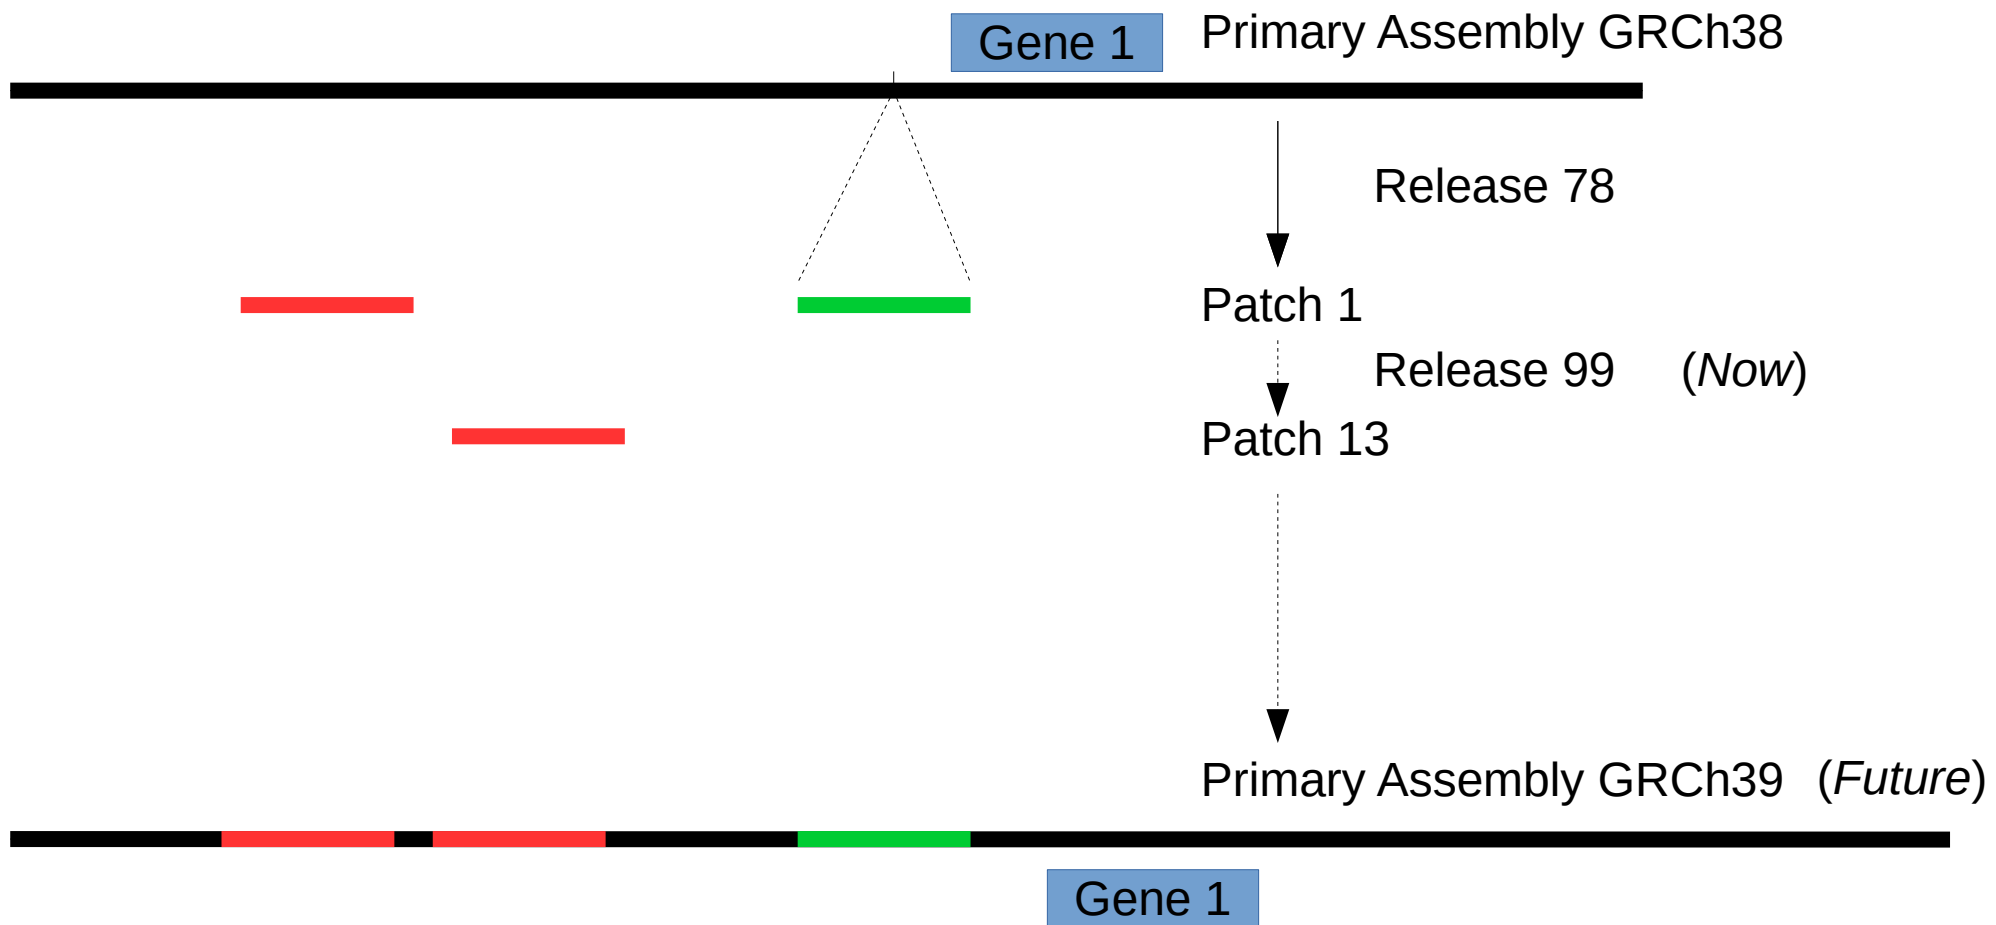 Gene 1 Primary Assembly GRCh38
Release 78
Patch 1
Release 99 (Now)
Patch 13
Primary Assembly GRCh39 (Future)
Gene 1